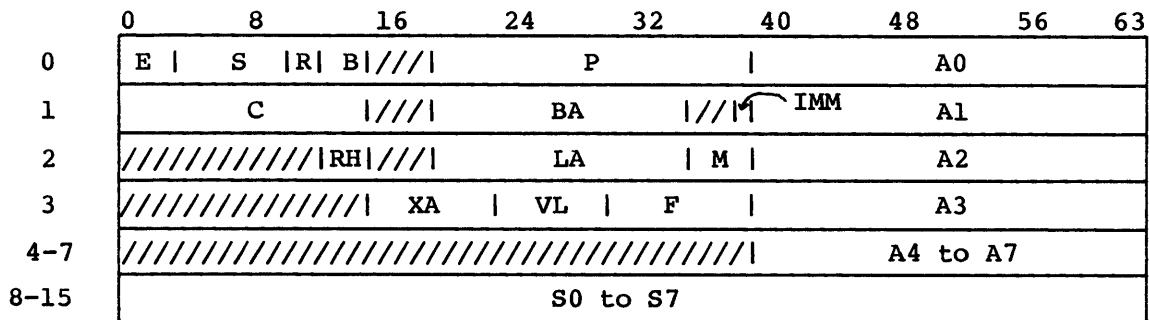 0 8 16 24 32 40 48 56 63
0 E | S |R| B|///| P | A0
1 C |///| BA |//|| IMM A1
2 ////////////|RH|///| LA | M | A2
3 ///////////////| XA | VL | F | A3
4-7 ///////////////////////////////////////| A4 to A7
8-15 S0 to S7